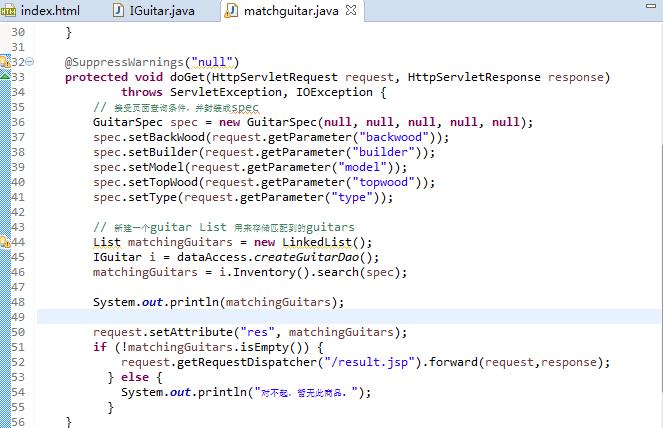 index.html IGuitar.java matchguitar.java
30 }
31
32 @SuppressWarnings("null")
33 protected void doGet(HttpServletRequest request, HttpServletResponse response)
34 throws ServletException, IOException {
35 // 接受页面查询条件，并封装成spec
36 GuitarSpec spec = new GuitarSpec(null, null, null, null, null);
37 spec.setBackWood(request.getParameter("backwood"));
38 spec.setBuilder(request.getParameter("builder"));
39 spec.setModel(request.getParameter("model"));
40 spec.setTopWood(request.getParameter("topwood"));
41 spec.setType(request.getParameter("type"));
42
43 // 新建一个guitar List 用来存储匹配到的guitars
44 List matchingGuitars = new LinkedList();
45 IGuitar i = dataAccess.createGuitarDao();
46 matchingGuitars = i.Inventory().search(spec);
47
48 System.out.println(matchingGuitars);
49
50 request.setAttribute("res", matchingGuitars);
51 if (!matchingGuitars.isEmpty()) {
52 request.getRequestDispatcher("/result.jsp").forward(request,response);
53 } else {
54 System.out.println("对不起，暂无此商品。");
55 }
56 }